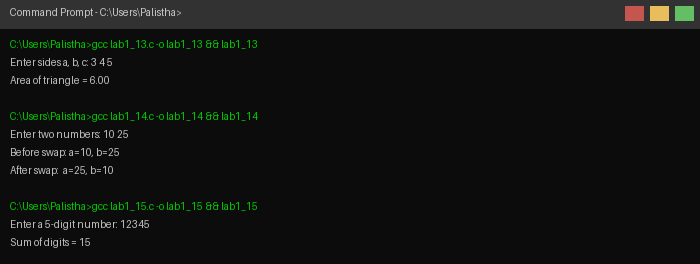 Command Prompt - C:\Users\Palistha>
C:\Users\Palistha>gcc lab1_13.c -o lab1_13 && lab1_13
Enter sides a, b, c: 3 4 5
Area of triangle = 6.00
C:\Users\Palistha>gcc lab1_14.c -o lab1_14 && lab1_14
Enter two numbers: 10 25
Before swap: a=10, b=25
After swap:  a=25, b=10
C:\Users\Palistha>gcc lab1_15.c -o lab1_15 && lab1_15
Enter a 5-digit number: 12345
Sum of digits = 15